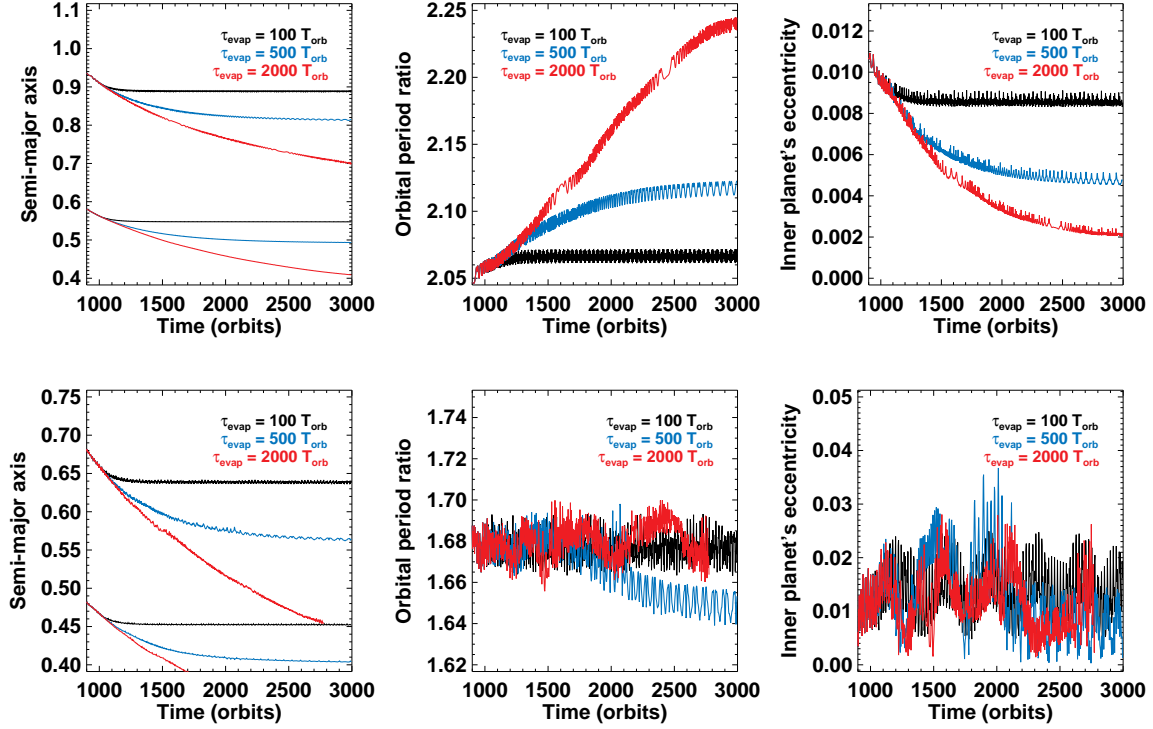 1.1
1.0
0.9
0.8
0.7
0.6
0.5
0.4
Semi-major axis
τevap = 100 Torb
τevap = 500 Torb
τevap = 2000 Torb
1000 1500 2000 2500 3000
Time (orbits)
2.25
2.20
2.15
2.10
2.05
Orbital period ratio
τevap = 100 Torb
τevap = 500 Torb
τevap = 2000 Torb
1000 1500 2000 2500 3000
Time (orbits)
0.012
0.010
0.008
0.006
0.004
0.002
0.000
Inner planet's eccentricity
τevap = 100 Torb
τevap = 500 Torb
τevap = 2000 Torb
1000 1500 2000 2500 3000
Time (orbits)
0.75
0.70
0.65
0.60
0.55
0.50
0.45
0.40
Semi-major axis
τevap = 100 Torb
τevap = 500 Torb
τevap = 2000 Torb
1000 1500 2000 2500 3000
Time (orbits)
1.74
1.72
1.70
1.68
1.66
1.64
1.62
Orbital period ratio
τevap = 100 Torb
τevap = 500 Torb
τevap = 2000 Torb
1000 1500 2000 2500 3000
Time (orbits)
0.05
0.04
0.03
0.02
0.01
0.00
Inner planet's eccentricity
τevap = 100 Torb
τevap = 500 Torb
τevap = 2000 Torb
1000 1500 2000 2500 3000
Time (orbits)